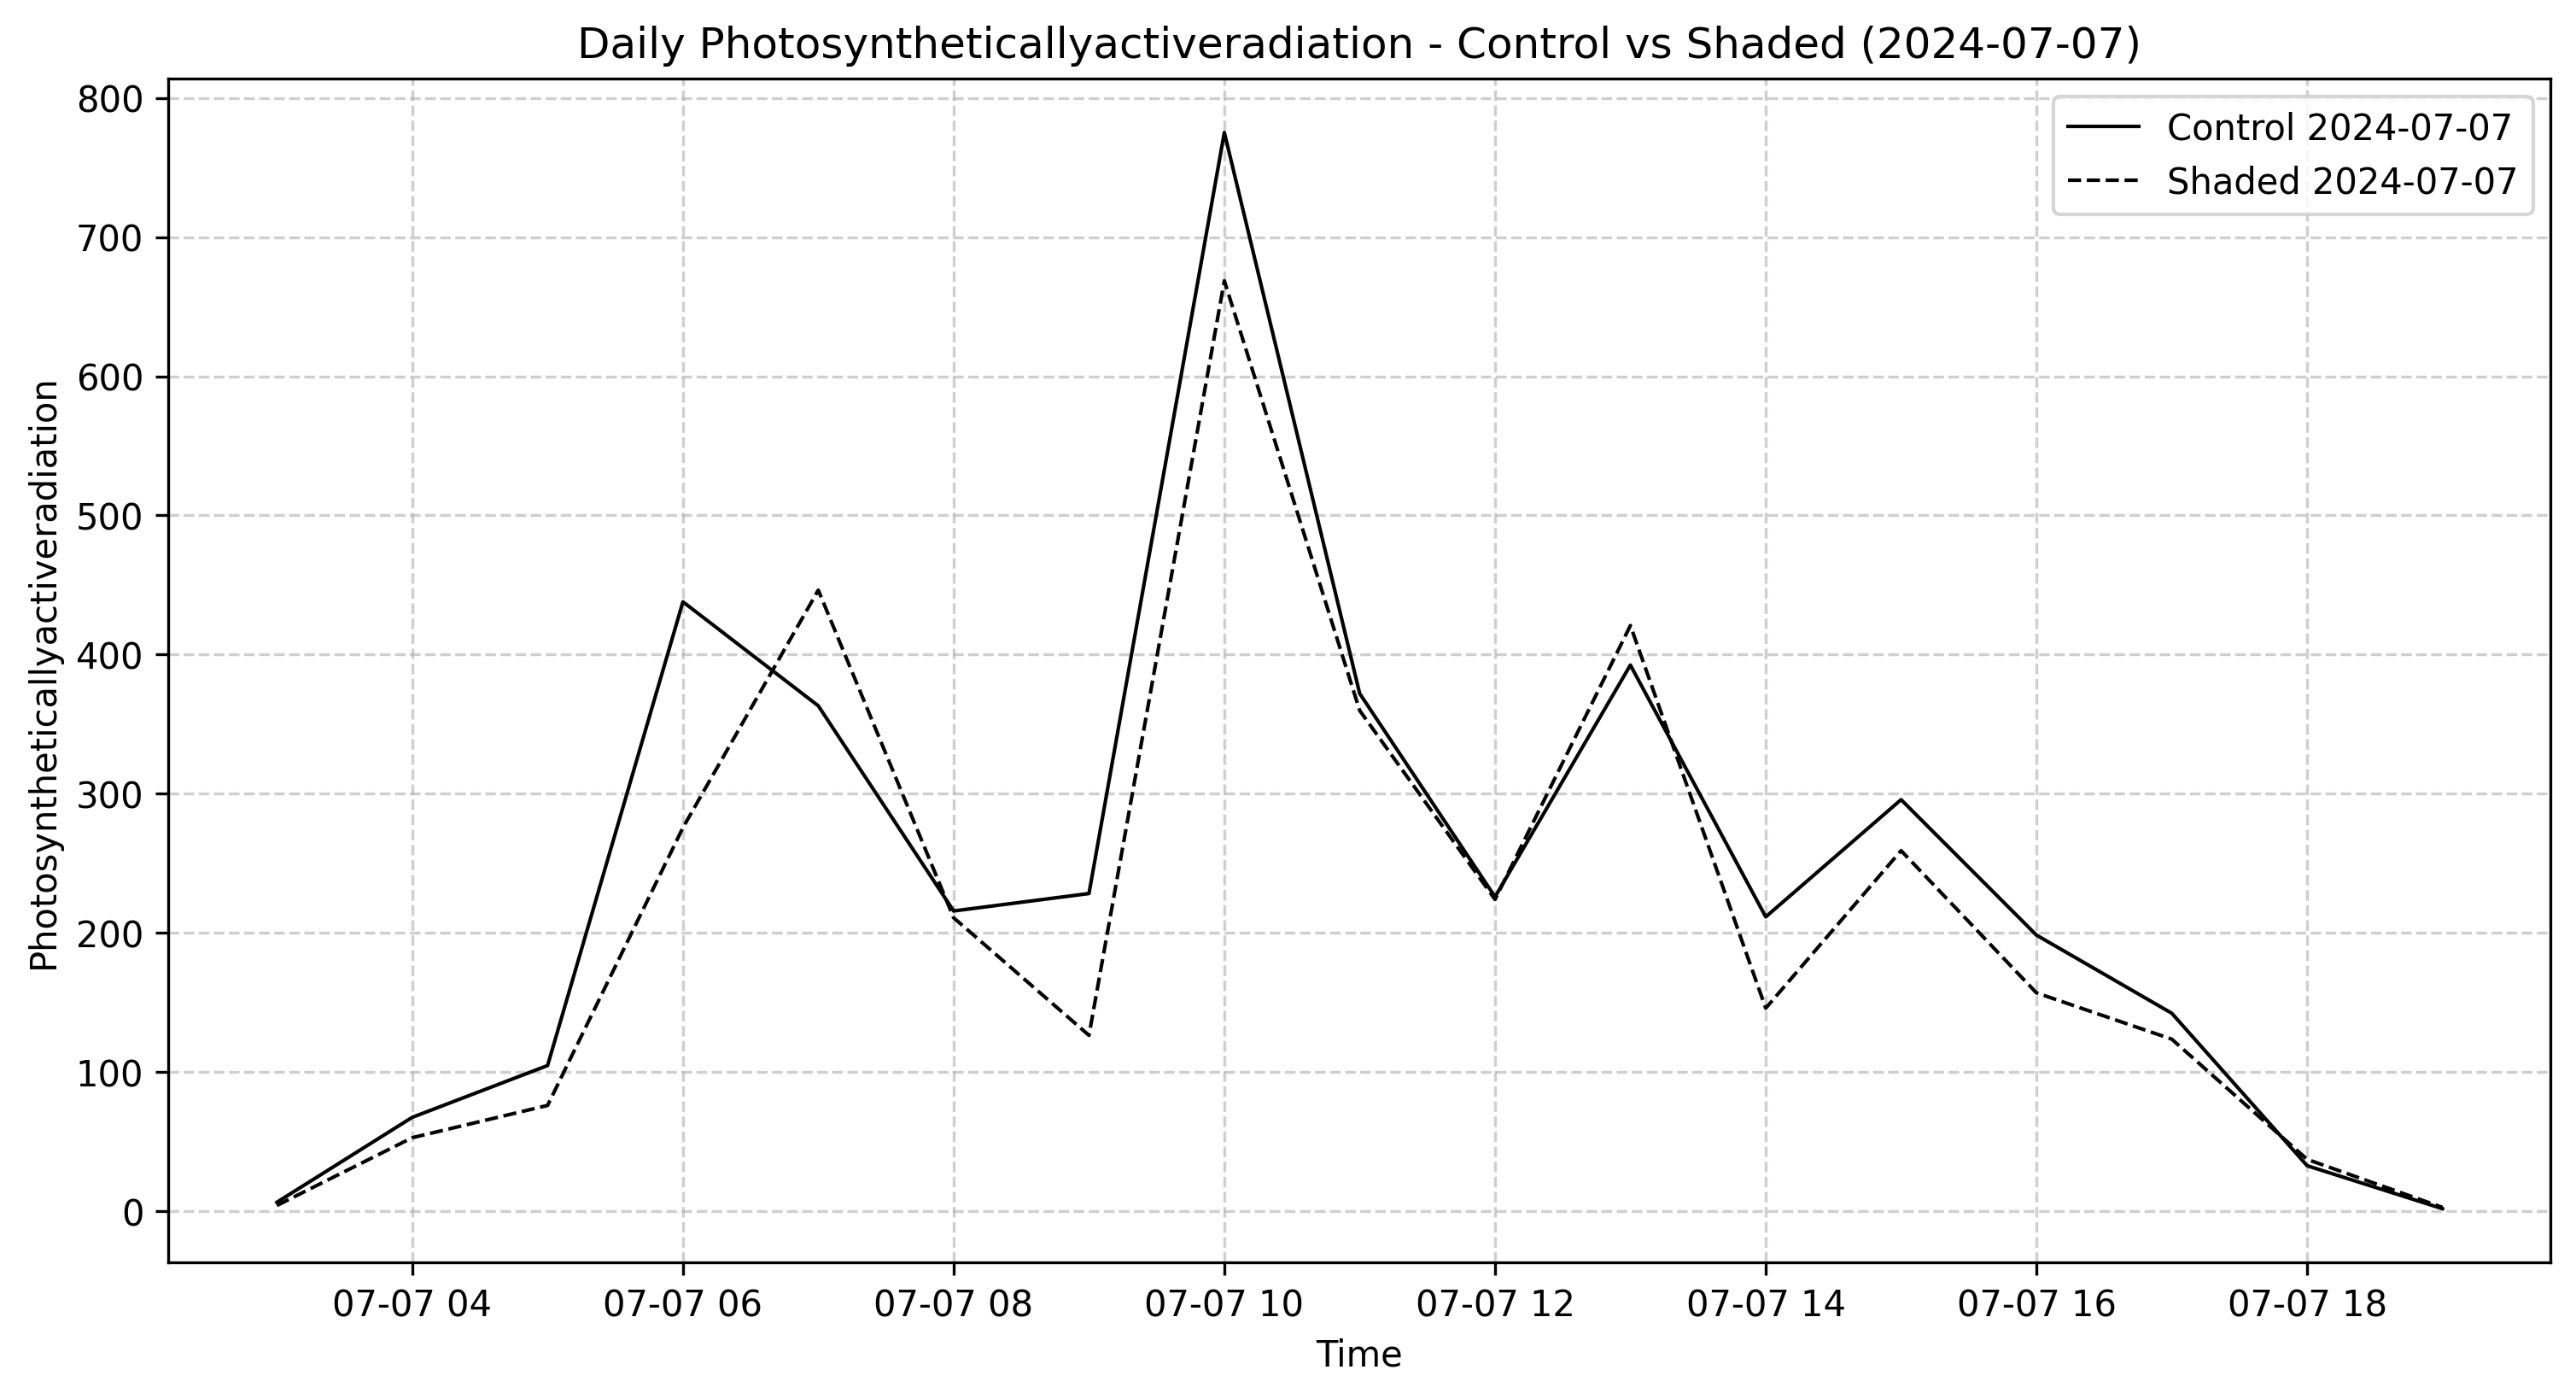 Daily Photosyntheticallyactiveradiation - Control vs Shaded (2024-07-07)
Control 2024-07-07
Shaded 2024-07-07
Photosyntheticallyactiveradiation
800
700
600
500
400
300
200
100
0
07-07 04 07-07 06 07-07 08 07-07 10 07-07 12 07-07 14 07-07 16 07-07 18
Time